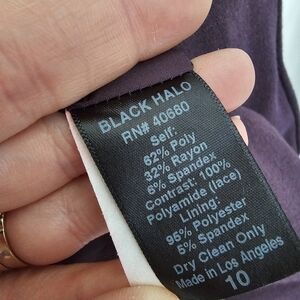 BLACK HALO
RN# 40680
Self:
62% Poly
32% Rayon
6% Spandex
Contrast: 100%
Polyamide (lace)
Lining:
95% Polyester
5% Spandex
Dry Clean Only
Made in Los Angeles
10